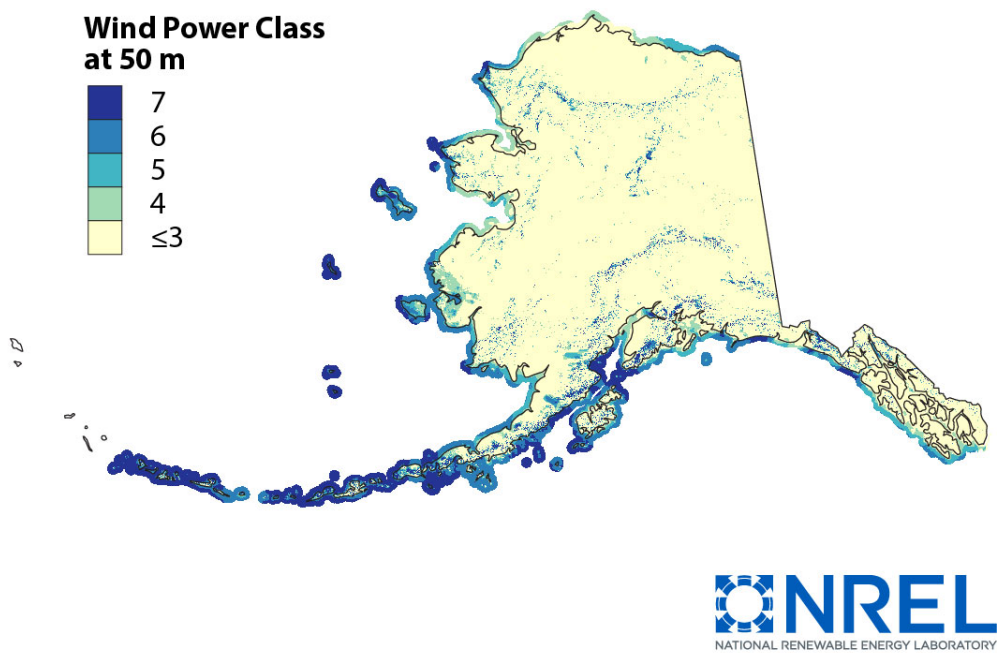 Wind Power Class
at 50 m
7
6
5
4
≤3
NREL
NATIONAL RENEWABLE ENERGY LABORATORY